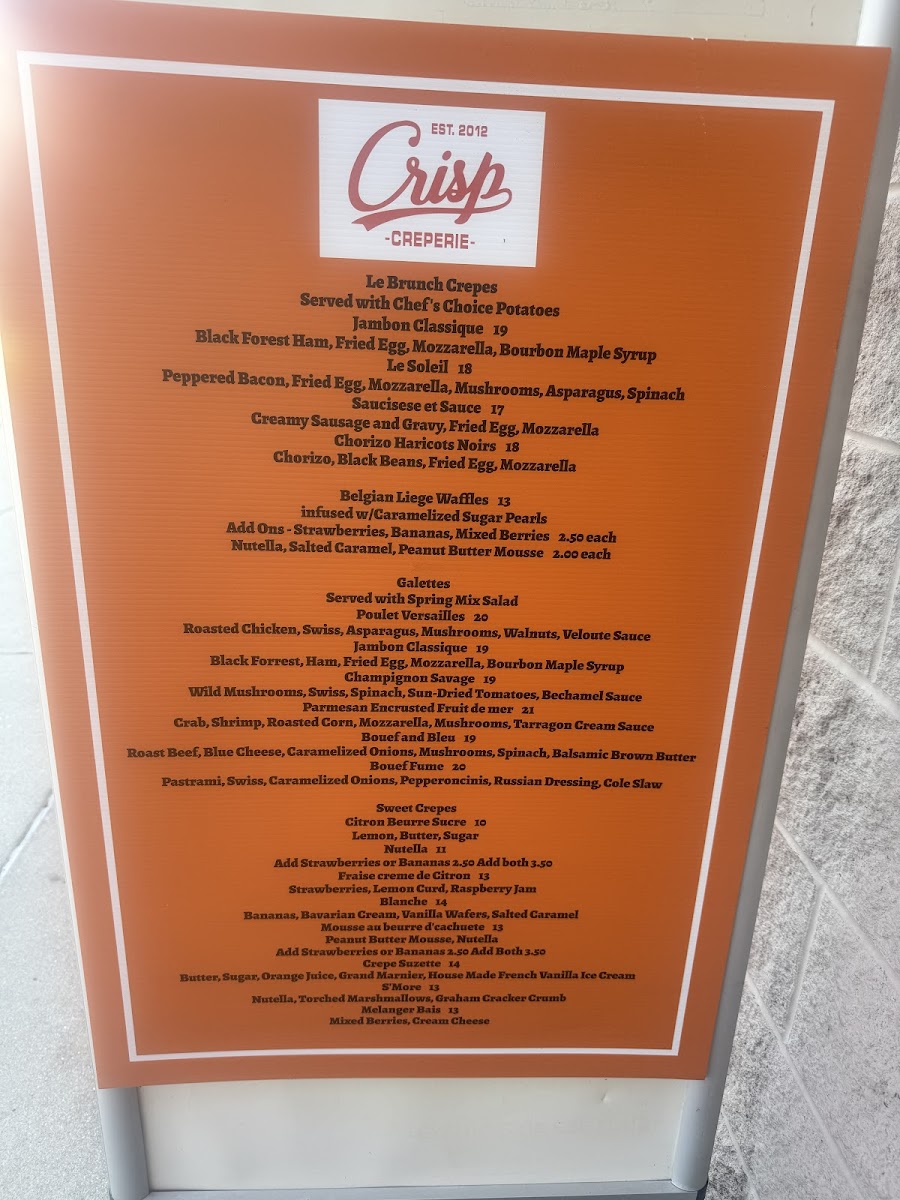 EST. 2012
Crisp
-CREPERIE-
Le Brunch Crepes
Served with Chef's Choice Potatoes
Jambon Classique 19
Black Forest Ham, Fried Egg, Mozzarella, Bourbon Maple Syrup
Le Soleil 18
Peppered Bacon, Fried Egg, Mozzarella, Mushrooms, Asparagus, Spinach
Saucisese et Sauce 17
Creamy Sausage and Gravy, Fried Egg, Mozzarella
Chorizo Haricots Noirs 18
Chorizo, Black Beans, Fried Egg, Mozzarella
Belgian Liege Waffles 13
infused w/Caramelized Sugar Pearls
Add Ons - Strawberries, Bananas, Mixed Berries 2.50 each
Nutella, Salted Caramel, Peanut Butter Mousse 2.00 each
Galettes
Served with Spring Mix Salad
Poulet Versailles 20
Roasted Chicken, Swiss, Asparagus, Mushrooms, Walnuts, Veloute Sauce
Jambon Classique 19
Black Forrest, Ham, Fried Egg, Mozzarella, Bourbon Maple Syrup
Champignon Savage 19
Wild Mushrooms, Swiss, Spinach, Sun-Dried Tomatoes, Bechamel Sauce
Parmesan Encrusted Fruit de mer 21
Crab, Shrimp, Roasted Corn, Mozzarella, Mushrooms, Tarragon Cream Sauce
Bouef and Bleu 19
Roast Beef, Blue Cheese, Caramelized Onions, Mushrooms, Spinach, Balsamic Brown Butter
Bouef Fume 20
Pastrami, Swiss, Caramelized Onions, Pepperoncinis, Russian Dressing, Cole Slaw
Sweet Crepes
Citron Beurre Sucre 10
Lemon, Butter, Sugar
Nutella 11
Add Strawberries or Bananas 2.50 Add both 3.50
Fraise creme de Citron 13
Strawberries, Lemon Curd, Raspberry Jam
Blanche 14
Bananas, Bavarian Cream, Vanilla Wafers, Salted Caramel
Mousse au beurre d'cachuete 13
Peanut Butter Mousse, Nutella
Add Strawberries or Bananas 2.50 Add Both 3.50
Crepe Suzette 14
Butter, Sugar, Orange Juice, Grand Marnier, House Made French Vanilla Ice Cream
S'More 13
Nutella, Torched Marshmallows, Graham Cracker Crumb
Melanger Bais 13
Mixed Berries, Cream Cheese